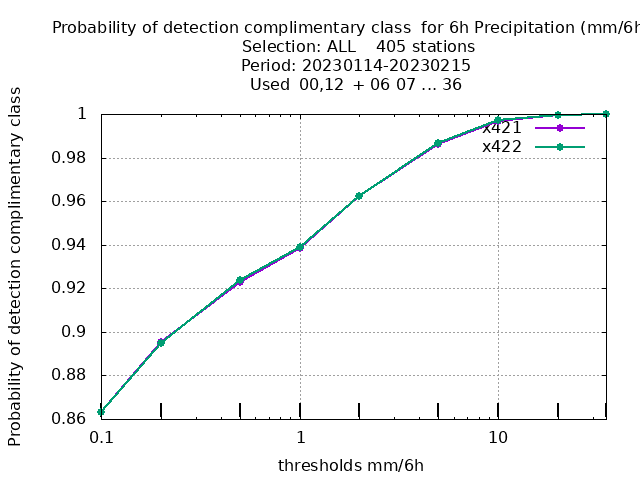 Probability of detection complimentary class  for 6h Precipitation (mm/6h
Selection: ALL    405 stations
Period: 20230114-20230215
Used  00,12  + 06 07 ... 36
Probability of detection complimentary class
1
0.98
0.96
0.94
0.92
0.9
0.88
0.86
x421
x422
0.1
1
10
thresholds mm/6h